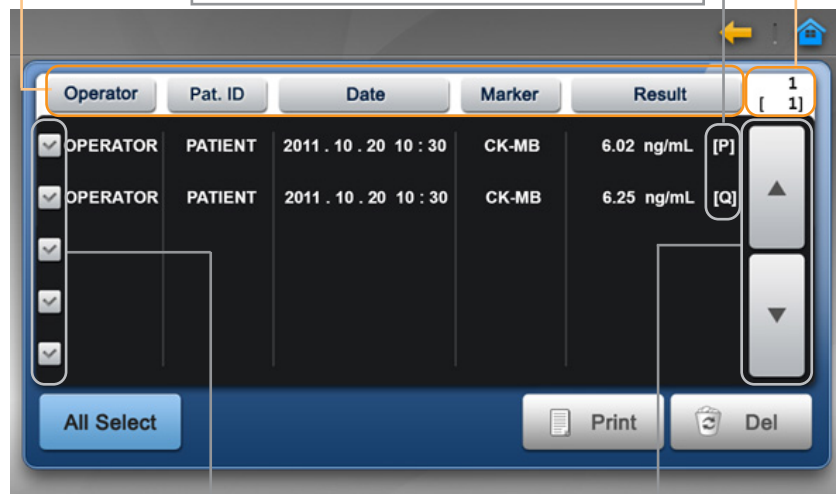 Operator Pat. ID Date Marker Result 1
[ 1]
OPERATOR PATIENT 2011 . 10 . 20 10 : 30 CK-MB 6.02 ng/mL [P]
OPERATOR PATIENT 2011 . 10 . 20 10 : 30 CK-MB 6.25 ng/mL [Q]
All Select Print Del